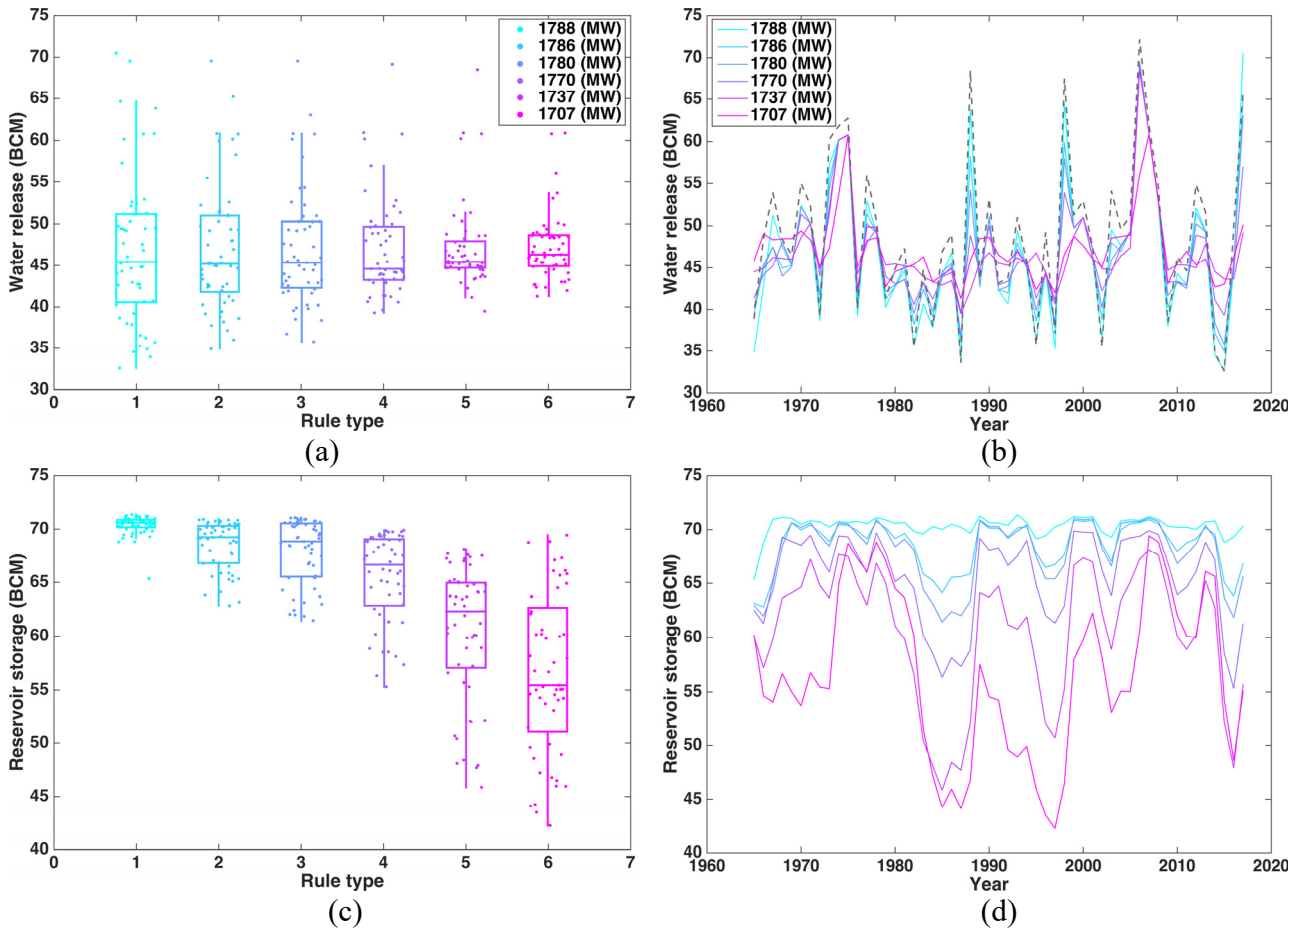 75
70
65
60
55
50
45
40
35
30
0
1
2
3
4
5
6
7
Water release (BCM)
Rule type
1788 (MW)
1786 (MW)
1780 (MW)
1770 (MW)
1737 (MW)
1707 (MW)
(a)
75
70
65
60
55
50
45
40
35
30
1960
1970
1980
1990
2000
2010
2020
Water release (BCM)
Year
1788 (MW)
1786 (MW)
1780 (MW)
1770 (MW)
1737 (MW)
1707 (MW)
(b)
75
70
65
60
55
50
45
40
0
1
2
3
4
5
6
7
Reservoir storage (BCM)
Rule type
(c)
75
70
65
60
55
50
45
40
1960
1970
1980
1990
2000
2010
2020
Reservoir storage (BCM)
Year
(d)